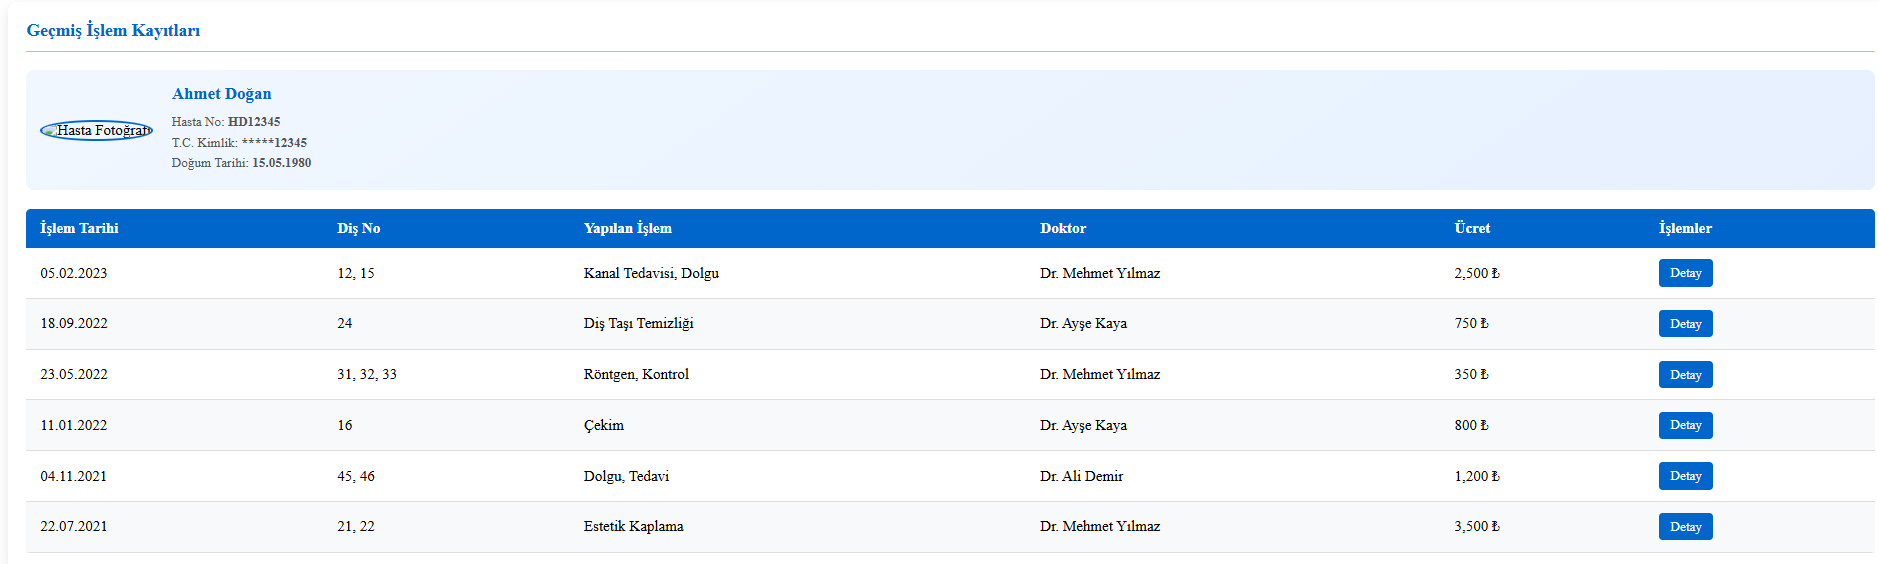 Geçmiş İşlem Kayıtları
Hasta Fotoğrafı
Ahmet Doğan
Hasta No: HD12345
T.C. Kimlik: *****12345
Doğum Tarihi: 15.05.1980
İşlem Tarihi Diş No Yapılan İşlem Doktor Ücret İşlemler
05.02.2023 12, 15 Kanal Tedavisi, Dolgu Dr. Mehmet Yılmaz 2,500 ₺ Detay
18.09.2022 24 Diş Taşı Temizliği Dr. Ayşe Kaya 750 ₺ Detay
23.05.2022 31, 32, 33 Röntgen, Kontrol Dr. Mehmet Yılmaz 350 ₺ Detay
11.01.2022 16 Çekim Dr. Ayşe Kaya 800 ₺ Detay
04.11.2021 45, 46 Dolgu, Tedavi Dr. Ali Demir 1,200 ₺ Detay
22.07.2021 21, 22 Estetik Kaplama Dr. Mehmet Yılmaz 3,500 ₺ Detay